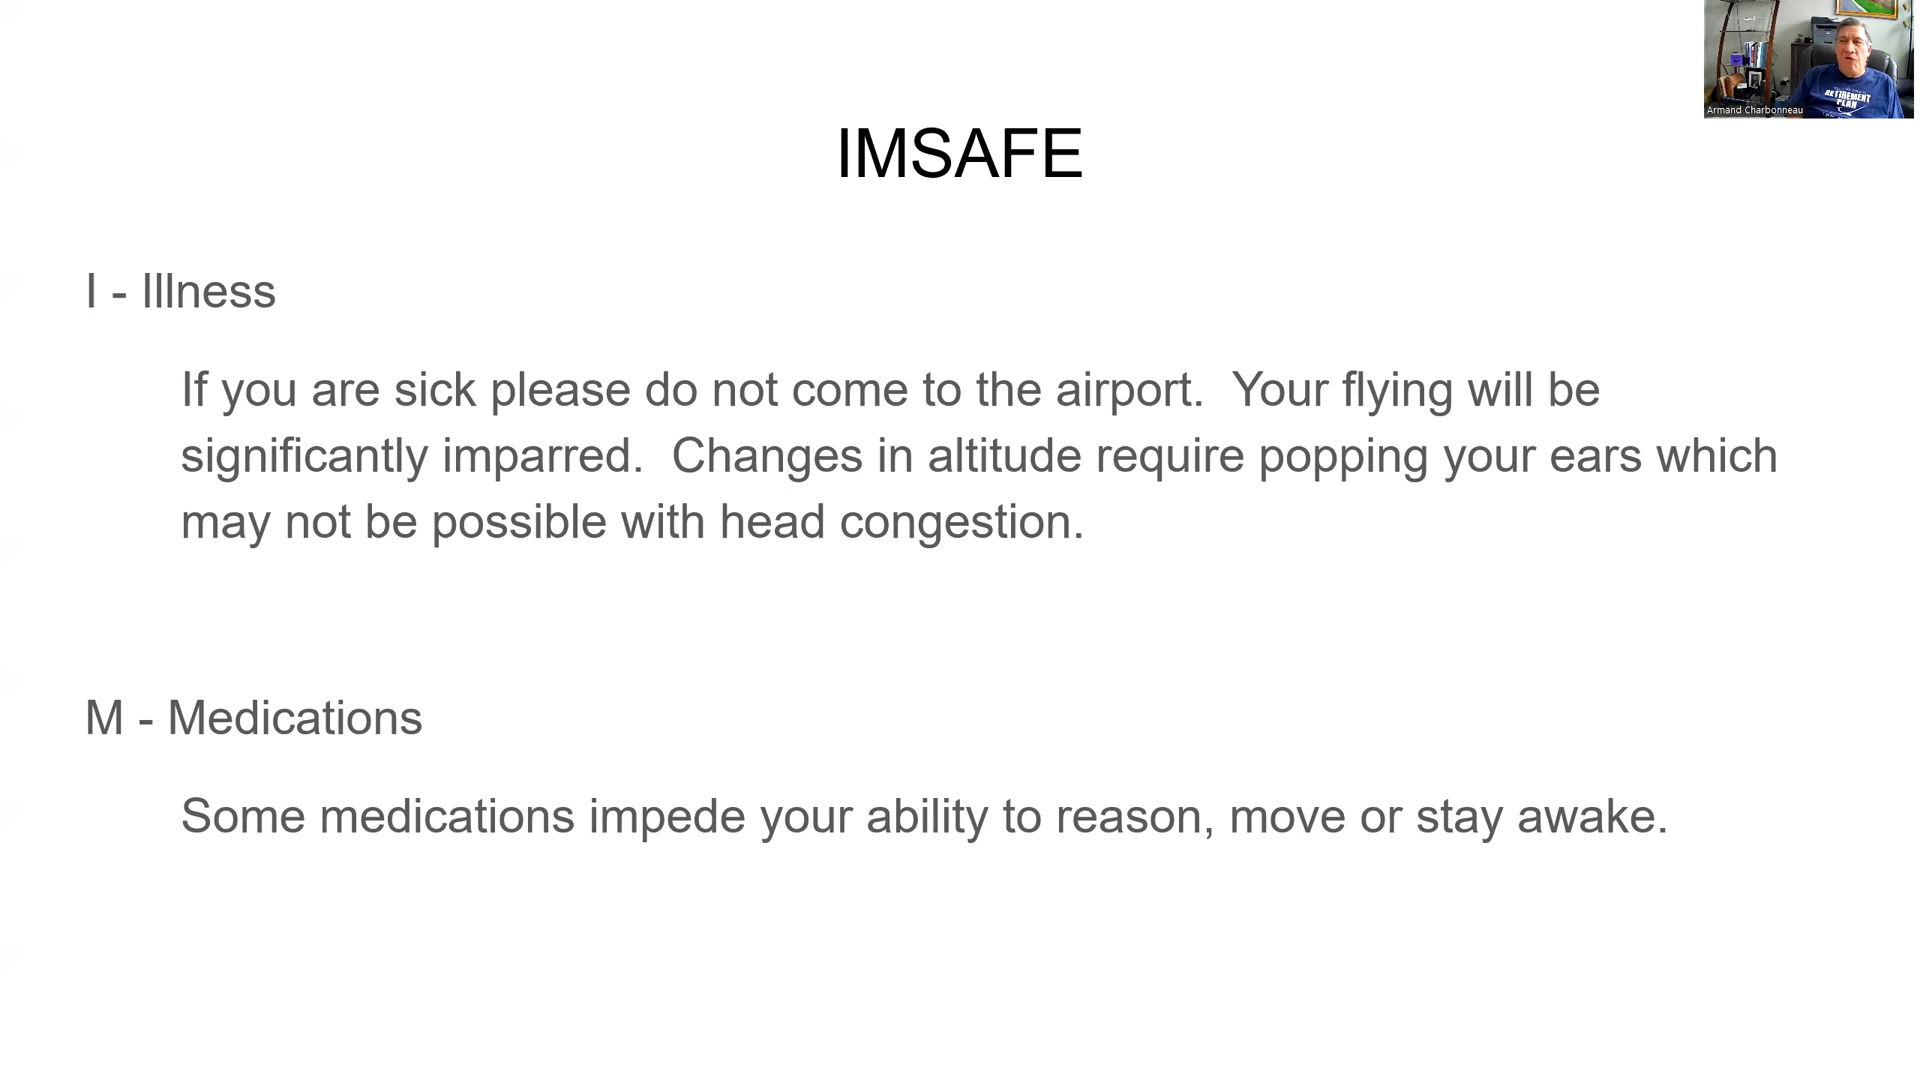 IMSAFE
I - Illness
If you are sick please do not come to the airport.  Your flying will be
significantly imparred.  Changes in altitude require popping your ears which
may not be possible with head congestion.
M - Medications
Some medications impede your ability to reason, move or stay awake.
Armand Charbonneau
RETIREMENT
PLAN